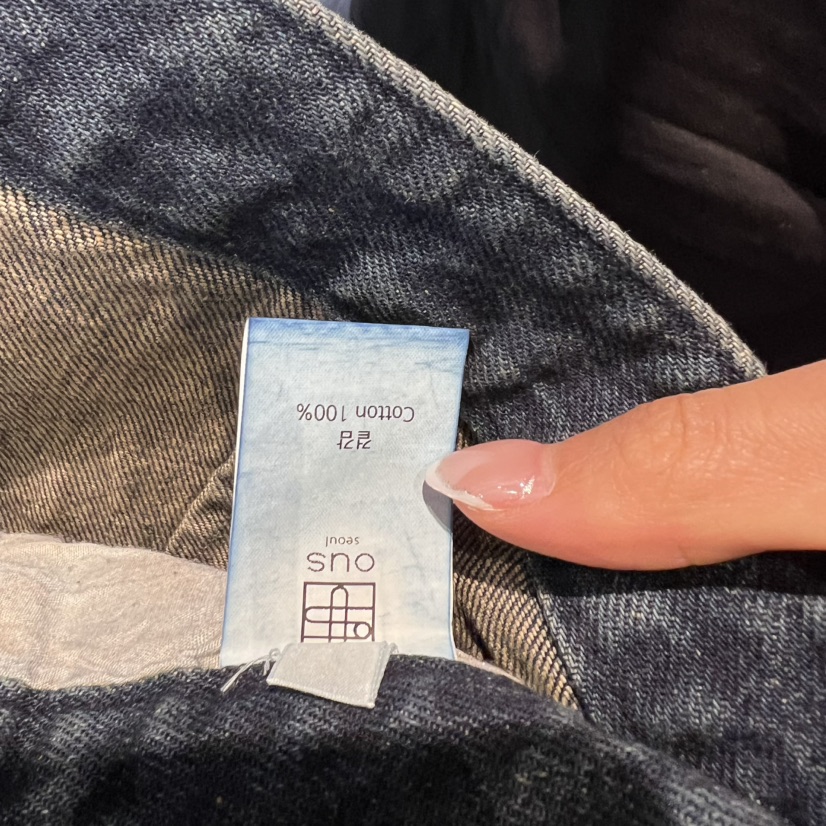 ous
seoul
겉감
Cotton 100%